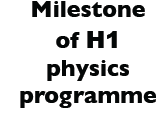 Milestone
of H1
physics
programme